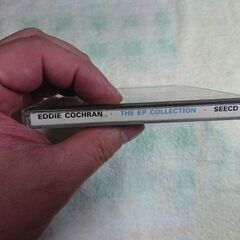 EDDIE COCHRAN · THE EP COLLECTION · SEECD